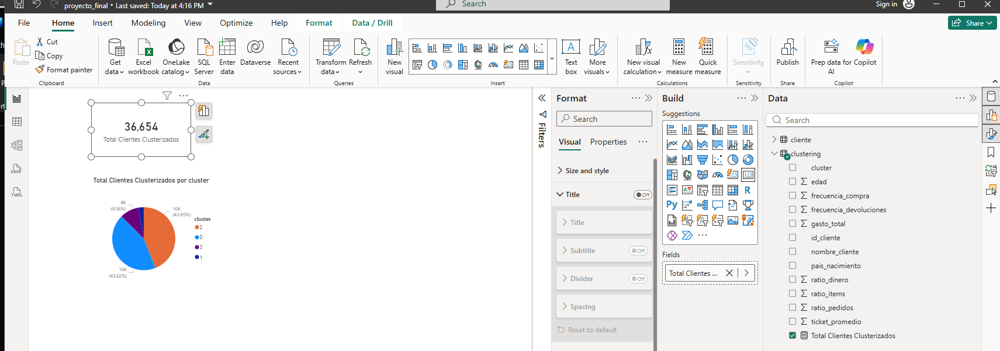 proyecto_final • Last saved: Today at 4:16 PM
Search
Sign in
File
Home
Insert
Modeling
View
Optimize
Help
Format
Data / Drill
Share
Paste
Cut
Copy
Format painter
Clipboard
Get data
Excel workbook
OneLake catalog
SQL Server
Enter data
Dataverse
Recent sources
Data
Transform data
Refresh
Queries
New visual
Text box
More visuals
Insert
New visual calculation
New measure
Quick measure
Calculations
Sensitivity
Sensitivity
Publish
Share
Prep data for AI
Copilot
Copilot
36,654
Total Clientes Clusterizados
Total Clientes Clusterizados por cluster
4K
(9.56%)
16K
(43.95%)
16K
(43.62%)
cluster
2
0
3
1
DAX
TMDL
Filters
Format
Search
Visual
Properties
Size and style
Title
Off
Title
Subtitle
Off
Divider
Off
Spacing
Reset to default
Build
Suggestions
123
123
R
Py
Fields
Total Clientes ...
Data
Search
cliente
clustering
cluster
edad
frecuencia_compra
frecuencia_devoluciones
gasto_total
id_cliente
nombre_cliente
pais_nacimiento
ratio_dinero
ratio_items
ratio_pedidos
ticket_promedio
Total Clientes Clusterizados